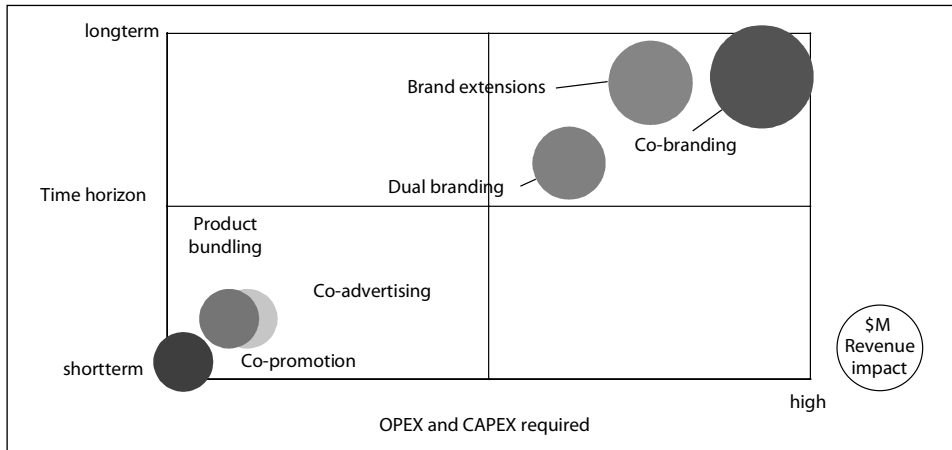 longterm
Brand extensions
Co-branding
Dual branding
Time horizon
Product
bundling
Co-advertising
Co-promotion
shortterm
$M
Revenue
impact
high
OPEX and CAPEX required